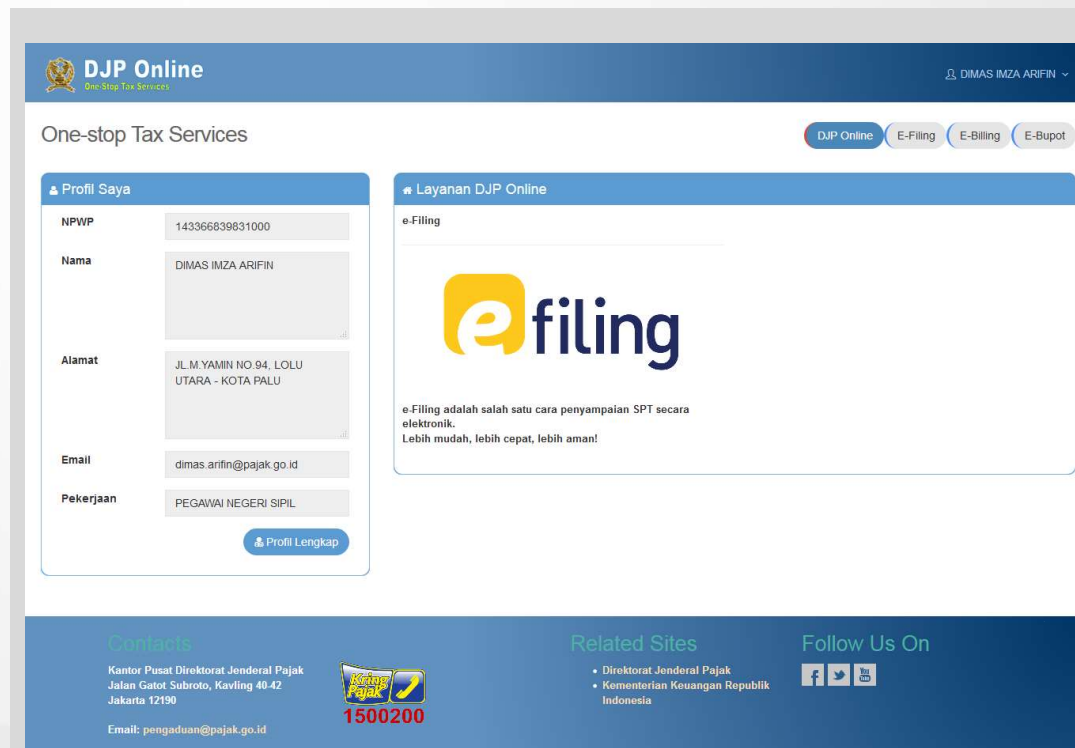 DJP Online
One-Stop Tax Services
DIMAS IMZA ARIFIN
One-stop Tax Services
DJP Online
E-Filing
E-Billing
E-Bupot
Profil Saya
NPWP
143366839831000
Nama
DIMAS IMZA ARIFIN
Alamat
JL.M.YAMIN NO.94, LOLU
UTARA - KOTA PALU
Email
dimas.arifin@pajak.go.id
Pekerjaan
PEGAWAI NEGERI SIPIL
Profil Lengkap
Layanan DJP Online
e-Filing
e filing
e-Filing adalah salah satu cara penyampaian SPT secara
elektronik.
Lebih mudah, lebih cepat, lebih aman!
Contacts
Kantor Pusat Direktorat Jenderal Pajak
Jalan Gatot Subroto, Kavling 40-42
Jakarta 12190
Email: pengaduan@pajak.go.id
Kring
Pajak
1500200
Related Sites
Direktorat Jenderal Pajak
Kementerian Keuangan Republik
Indonesia
Follow Us On
f
You
Tube